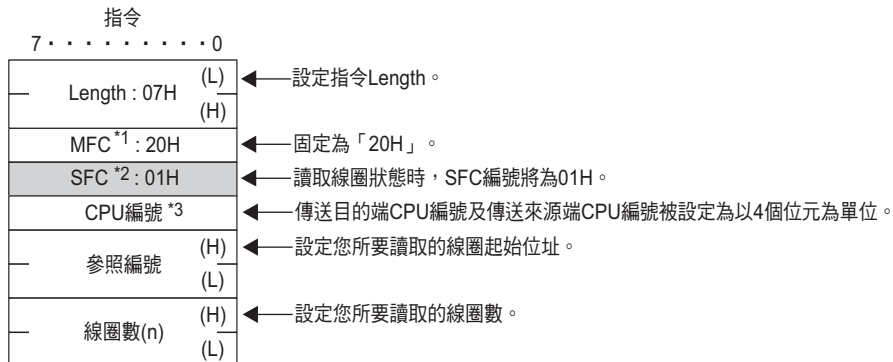 指令
7・・・・・・・・・0
Length : 07H (L) 設定指令Length。
(H)
MFC *1 : 20H 固定為「20H」。
SFC *2 : 01H 讀取線圈狀態時，SFC編號將為01H。
CPU編號 *3 傳送目的端CPU編號及傳送來源端CPU編號被設定為以4個位元為單位。
參照編號 (H) 設定您所要讀取的線圈起始位址。
(L)
線圈數(n) (H) 設定您所要讀取的線圈數。
(L)